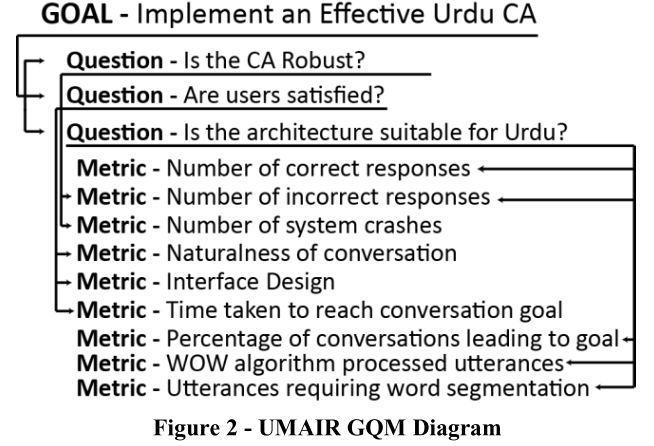 GOAL - Implement an Effective Urdu CA
Question - Is the CA Robust?
Question - Are users satisfied?
Question - Is the architecture suitable for Urdu?
Metric - Number of correct responses
Metric - Number of incorrect responses
Metric - Number of system crashes
Metric - Naturalness of conversation
Metric - Interface Design
Metric - Time taken to reach conversation goal
Metric - Percentage of conversations leading to goal
Metric - WOW algorithm processed utterances
Metric - Utterances requiring word segmentation
Figure 2 - UMAIR GQM Diagram